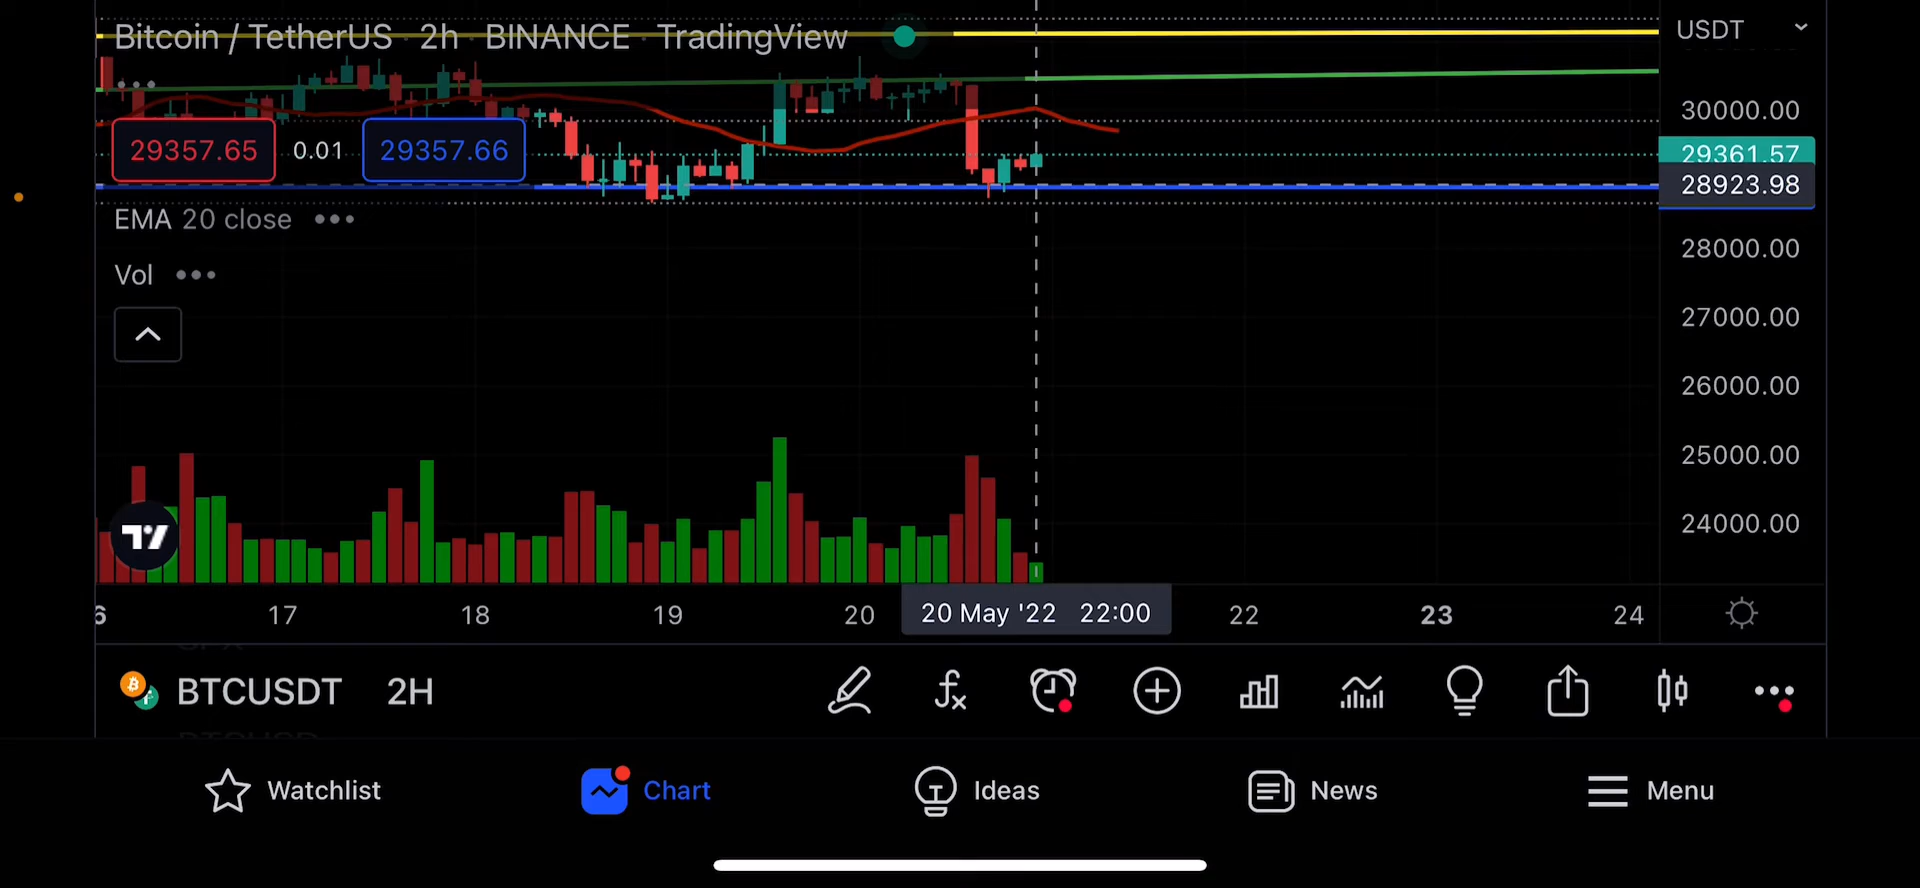 Bitcoin / TetherUS · 2h · BINANCE · TradingView
USDT
30000.00
29357.65 0.01 29357.66
29361.57
28923.98
EMA 20 close
28000.00
Vol
27000.00
26000.00
25000.00
24000.00
6 17 18 19 20 20 May '22 22:00 22 23 24
BTCUSDT 2H
Watchlist Chart Ideas News Menu